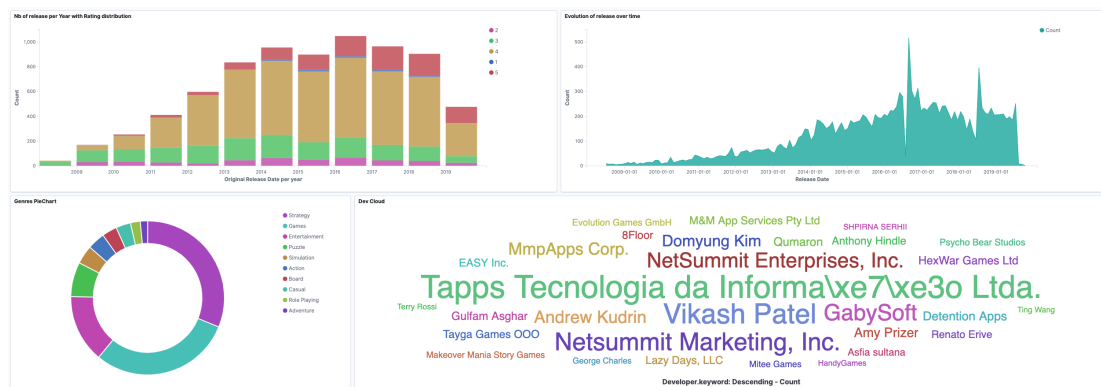 Nb of release per Year with Rating distribution
1,000
800
600
400
200
0
Count
2008 2010 2011 2012 2013 2014 2015 2016 2017 2018 2019
Original Release Date per year
2
3
4
1
5
Evolution of release over time
500
400
300
200
100
0
Count
2009-01-01 2010-01-01 2011-01-01 2012-01-01 2013-01-01 2014-01-01 2015-01-01 2016-01-01 2017-01-01 2018-01-01 2019-01-01
Release Date
Count
Genres PieChart
Strategy
Games
Entertainment
Puzzle
Simulation
Action
Board
Casual
Role Playing
Adventure
Dev Cloud
Evolution Games GmbH M&M App Services Pty Ltd SHPIRNA SERHII
8Floor
MmpApps Corp. Domyung Kim Qumaron Anthony Hindle Psycho Bear Studios
EASY Inc. NetSummit Enterprises, Inc. HexWar Games Ltd
Tapps Tecnologia da Informa\xe7\xe3o Ltda.
Terry Rossi Gulfam Asghar Andrew Kudrin Vikash Patel GabySoft Detention Apps Ting Wang
Tayga Games OOO Netsummit Marketing, Inc. Amy Prizer Renato Erive
Makeover Mania Story Games George Charles Lazy Days, LLC Mitee Games HandyGames Asfia sultana
Developer.keyword: Descending - Count